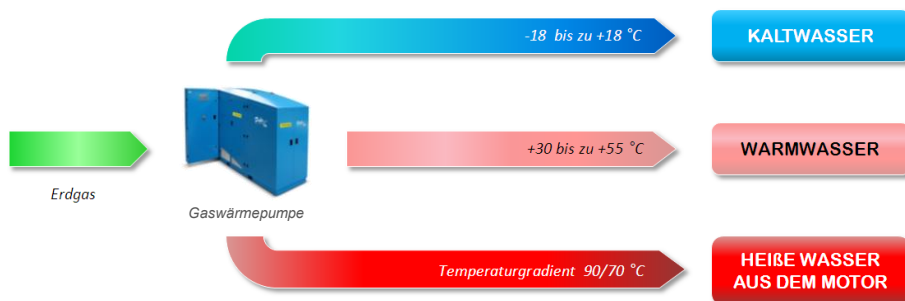 -18 bis zu +18 °C
KALTWASSER
+30 bis zu +55 °C
WARMWASSER
Erdgas
Gaswärmepumpe
Temperaturgradient 90/70 °C
HEIßE WASSER
AUS DEM MOTOR